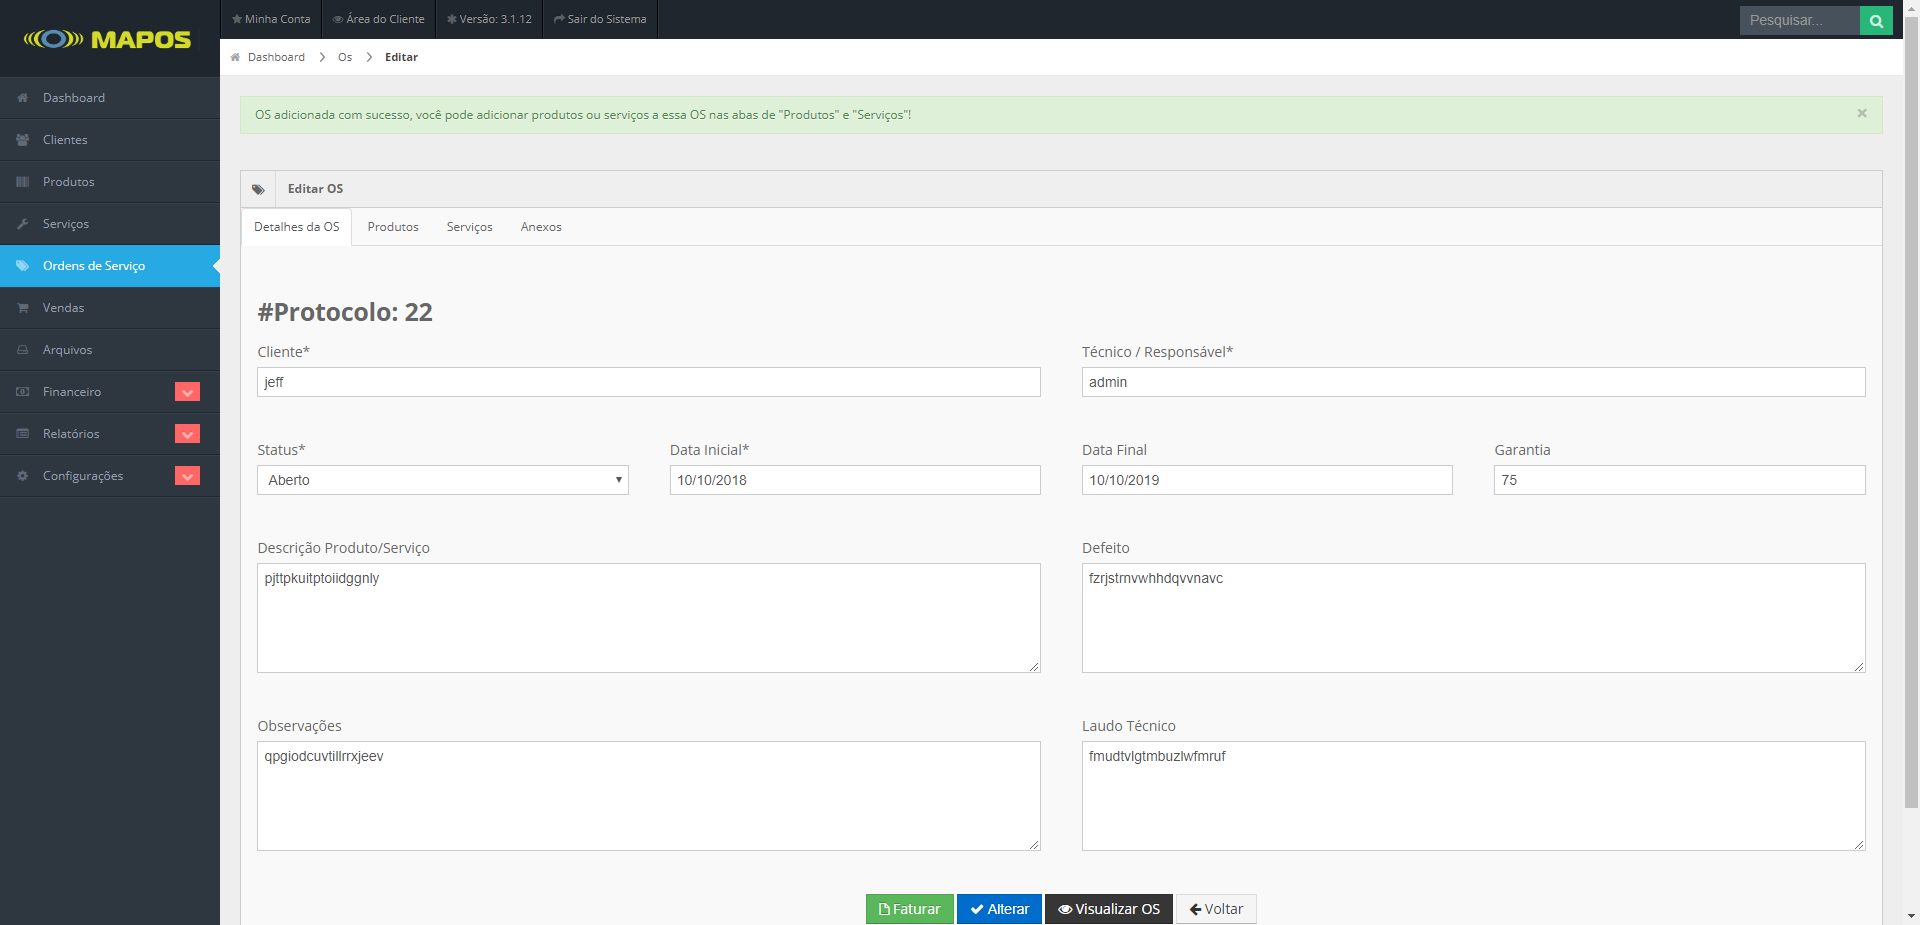 MAPOS
Minha Conta
Área do Cliente
Versão: 3.1.12
Sair do Sistema
Pesquisar...
Dashboard
Os
Editar
Dashboard
Clientes
Produtos
Serviços
Ordens de Serviço
Vendas
Arquivos
Financeiro
Relatórios
Configurações
OS adicionada com sucesso, você pode adicionar produtos ou serviços a essa OS nas abas de "Produtos" e "Serviços"!
×
Editar OS
Detalhes da OS
Produtos
Serviços
Anexos
#Protocolo: 22
Cliente*
jeff
Técnico / Responsável*
admin
Status*
Aberto
Data Inicial*
10/10/2018
Data Final
10/10/2019
Garantia
75
Descrição Produto/Serviço
pjttpkuitptoiidggnly
Defeito
fzrjstrnvwhhdqvvnavc
Observações
qpgiodcuvtillrrxjeev
Laudo Técnico
fmudtvlgtmbuzlwfmruf
Faturar
Alterar
Visualizar OS
Voltar